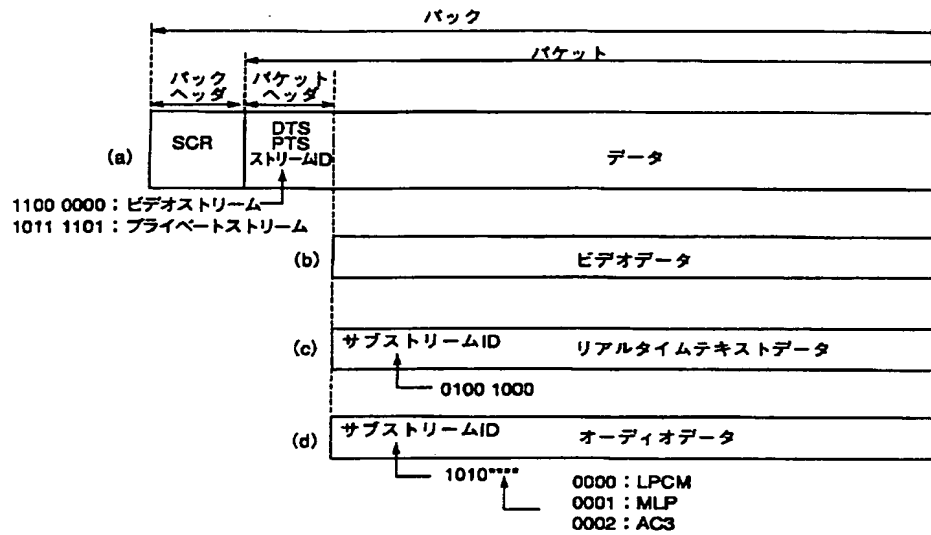 パック
パケット
パック
ヘッダ
パケット
ヘッダ
(a)
SCR
DTS
PTS
ストリームID
データ
1100 0000：ビデオストリーム
1011 1101：プライベートストリーム
(b)
ビデオデータ
(c)
サブストリームID
リアルタイムテキストデータ
0100 1000
(d)
サブストリームID
オーディオデータ
1010****
0000：LPCM
0001：MLP
0002：AC3